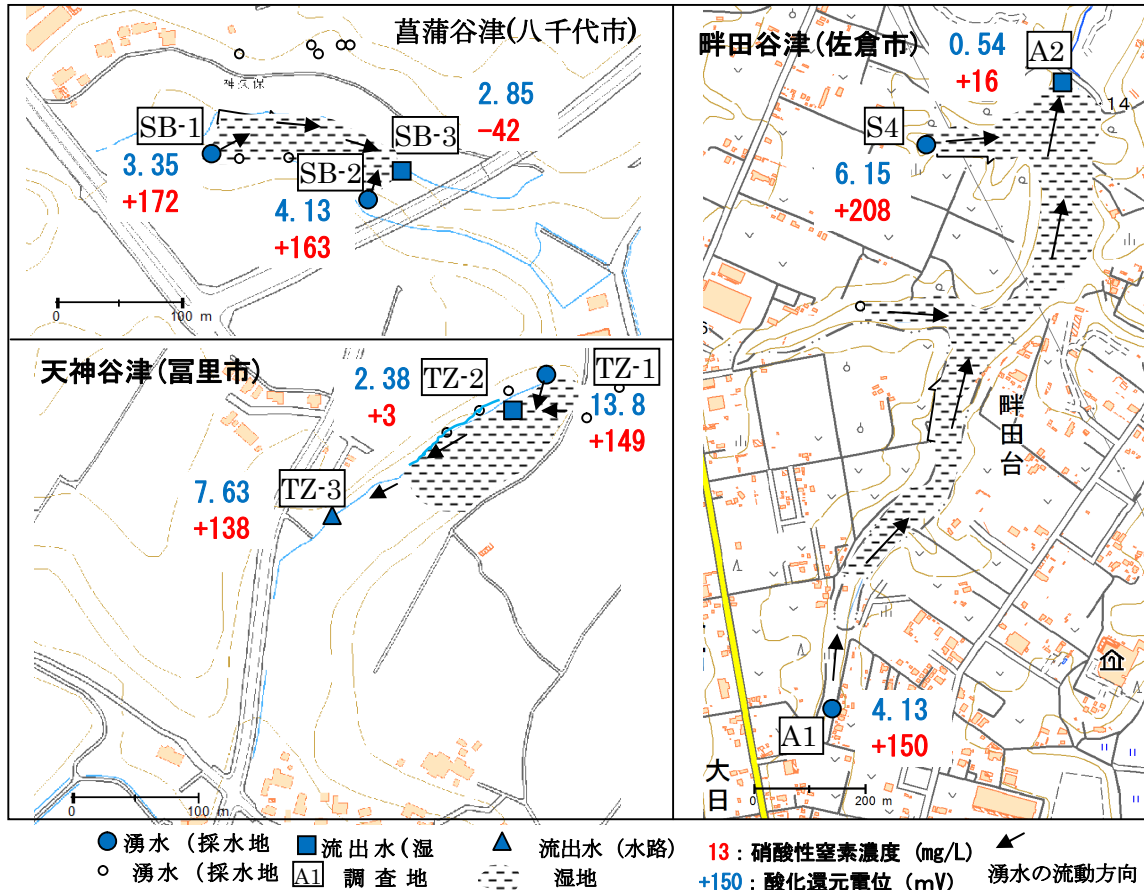 菖蒲谷津(八千代市)
神久保
SB-1
3.35
+172
SB-2
4.13
+163
SB-3
2.85
-42
0
100 m
天神谷津(冨里市)
TZ-1
13.8
+149
TZ-2
2.38
+3
TZ-3
7.63
+138
0
100 m
畔田谷津(佐倉市)
A2
0.54
+16
14
S4
6.15
+208
6
畔田台
A1
4.13
+150
大日
0
200 m
湧水 (採水地
流出水(湿
流出水 (水路)
湧水 (採水地
A1 調査地
湿地
13 : 硝酸性窒素濃度 (mg/L)
+150 : 酸化還元電位 (mV)
湧水の流動方向